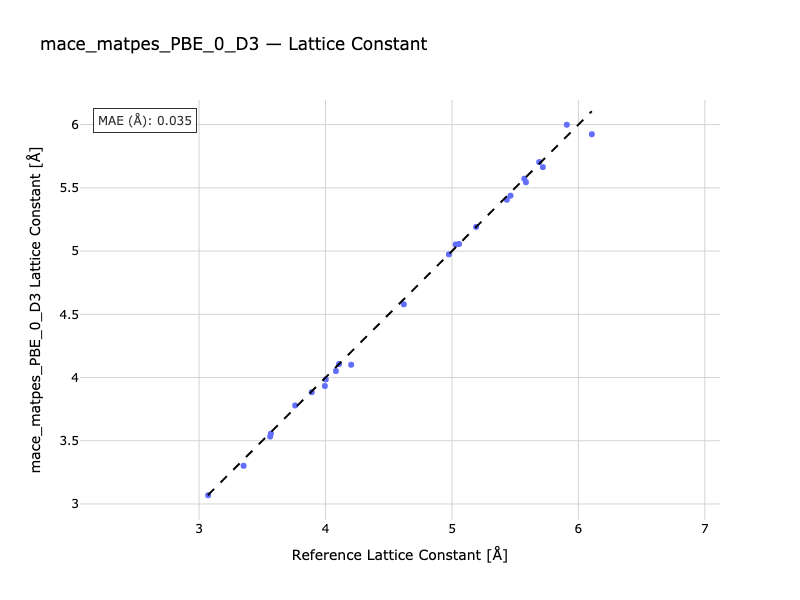 mace_matpes_PBE_0_D3 — Lattice Constant
MAE (Å): 0.035
mace_matpes_PBE_0_D3 Lattice Constant [Å]
6
5.5
5
4.5
4
3.5
3
3 4 5 6 7
Reference Lattice Constant [Å]